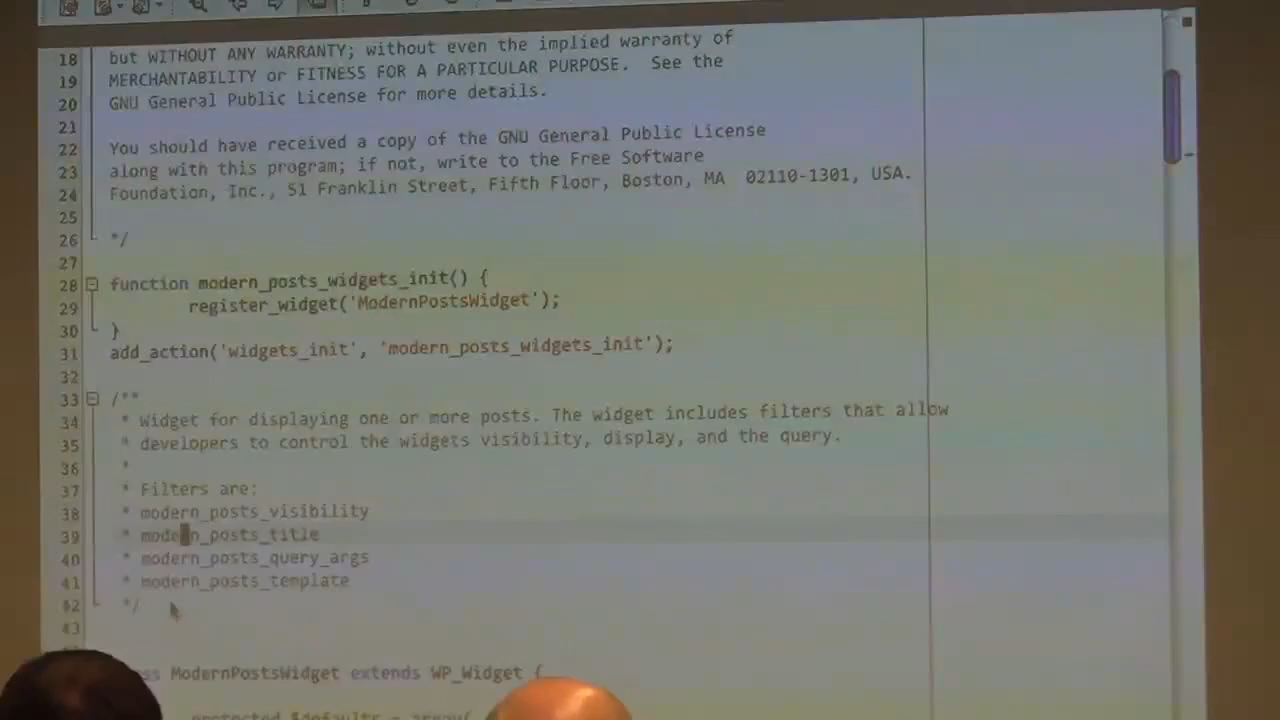 18 but WITHOUT ANY WARRANTY; without even the implied warranty of
19 MERCHANTABILITY or FITNESS FOR A PARTICULAR PURPOSE. See the
20 GNU General Public License for more details.
21
22 You should have received a copy of the GNU General Public License
23 along with this program; if not, write to the Free Software
24 Foundation, Inc., 51 Franklin Street, Fifth Floor, Boston, MA 02110-1301, USA.
25
26 */
27
28 function modern_posts_widgets_init() {
29 register_widget('ModernPostsWidget');
30 }
31 add_action('widgets_init', 'modern_posts_widgets_init');
32
33 /**
34 * Widget for displaying one or more posts. The widget includes filters that allow
35 * developers to control the widgets visibility, display, and the query.
36 *
37 * Filters are:
38 * modern_posts_visibility
39 * modern_posts_title
40 * modern_posts_query_args
41 * modern_posts_template
42 */
43
ss ModernPostsWidget extends WP_Widget {
protected $defaults = array(